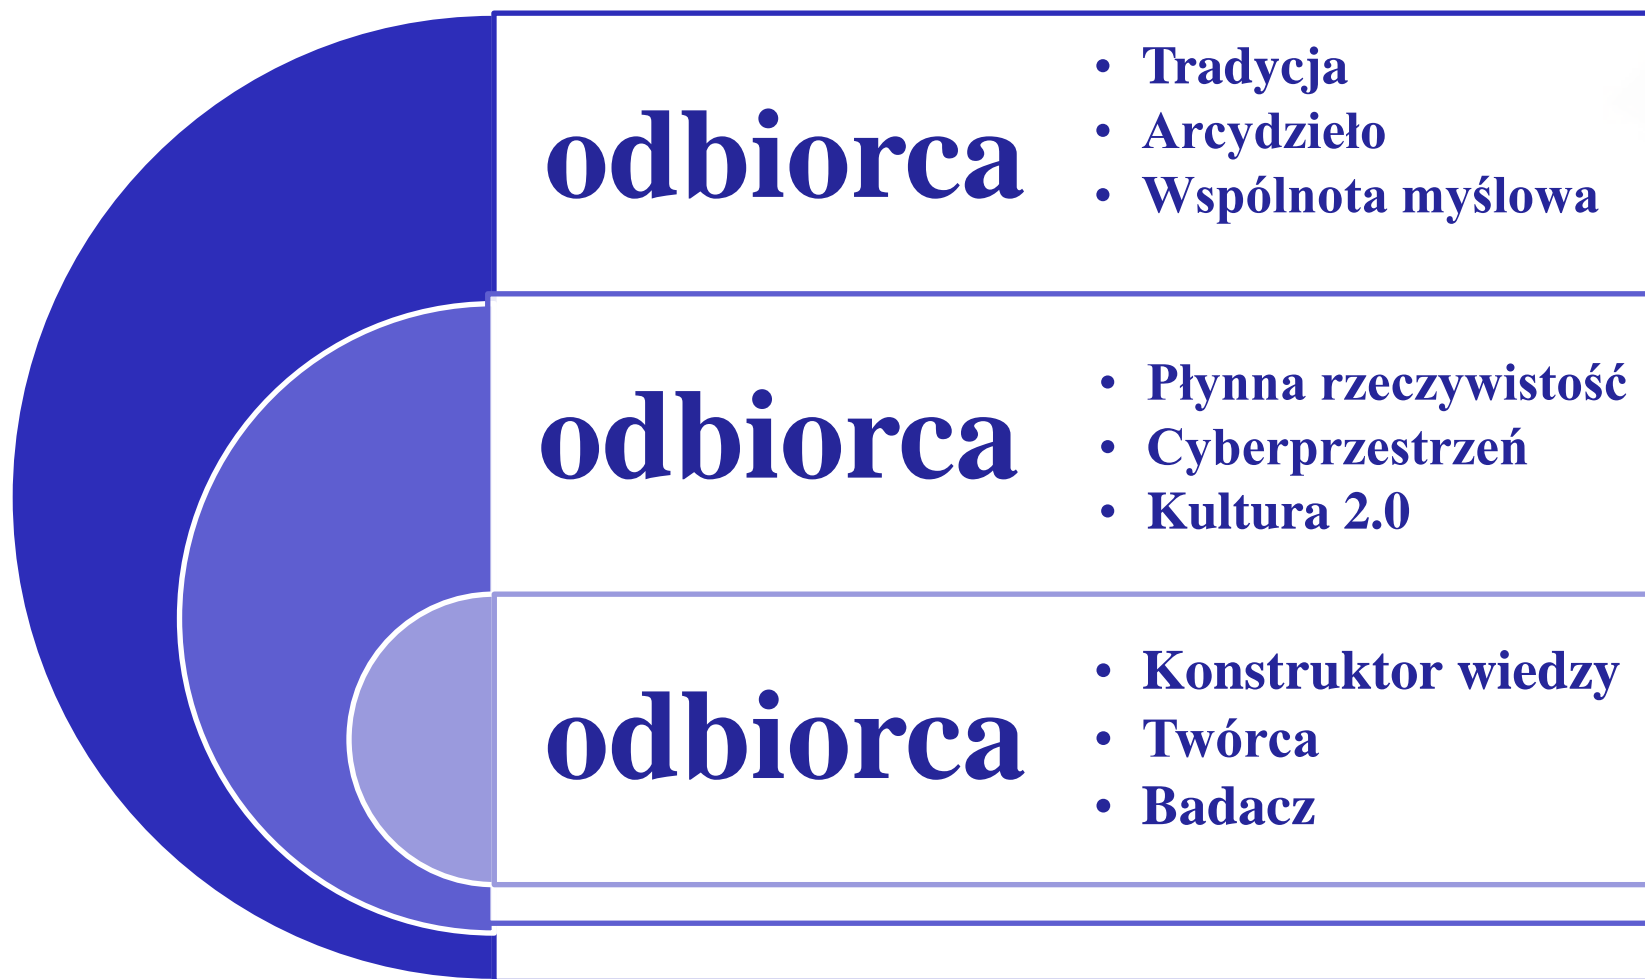 odbiorca
• Tradycja
• Arcydzieło
• Wspólnota myślowa
odbiorca
• Płynna rzeczywistość
• Cyberprzestrzeń
• Kultura 2.0
odbiorca
• Konstruktor wiedzy
• Twórca
• Badacz